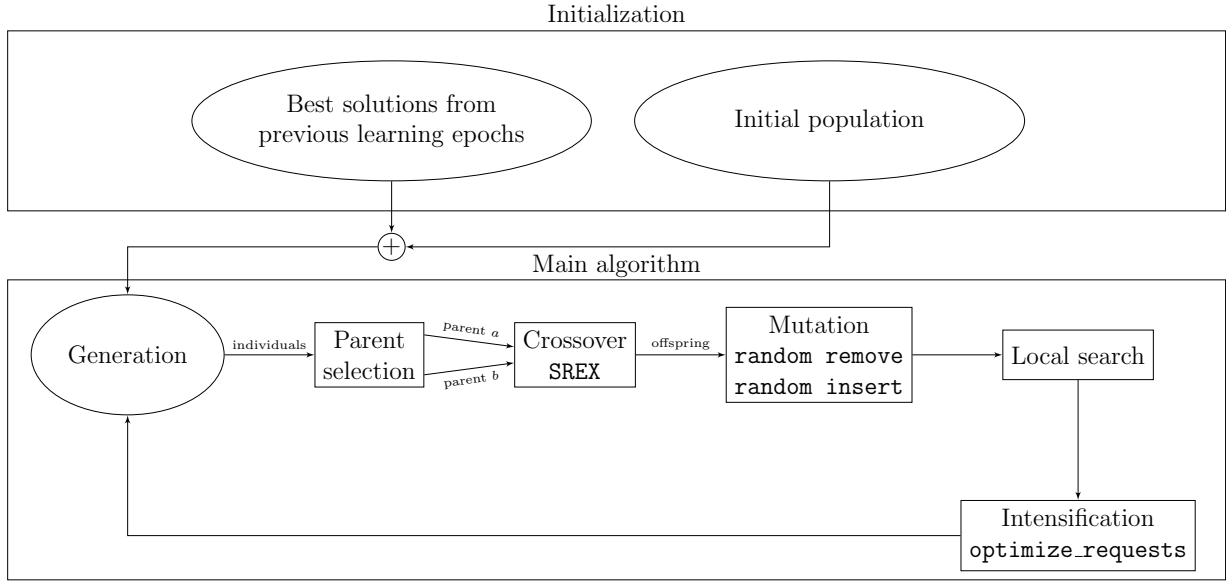 Initialization
Best solutions from
previous learning epochs
Initial population
+
Main algorithm
Generation
individuals
Parent
selection
parent a
parent b
Crossover
SREX
offspring
Mutation
random remove
random insert
Local search
Intensification
optimize_requests